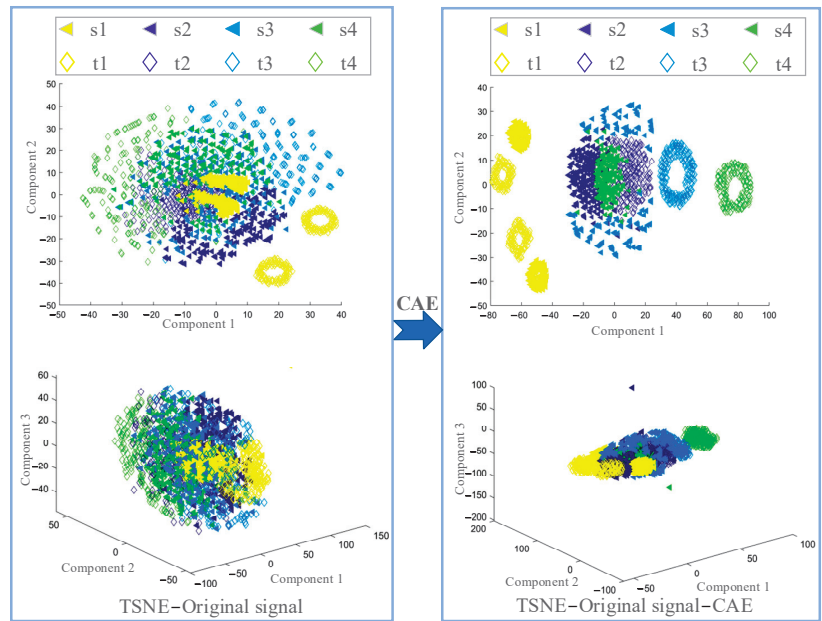 s1 s2 s3 s4
t1 t2 t3 t4
50
40
30
20
10
0
−10
−20
−30
−40
−50
Component 2
−50 −40 −30 −20 −10 0 10 20 30 40
Component 1
60
40
20
0
−20
−40
Component 3
50
0
−50
Component 2
−100 −50 0 50 100 150
Component 1
TSNE−Original signal
CAE
s1 s2 s3 s4
t1 t2 t3 t4
40
30
20
10
0
−10
−20
−30
−40
−50
Component 2
−80 −60 −40 −20 0 20 40 60 80 100
Component 1
100
50
0
−50
−100
−150
−200
Component 3
200
100
0
−100
Component 2
−50 0 50 100
Component 1
TSNE−Original signal−CAE